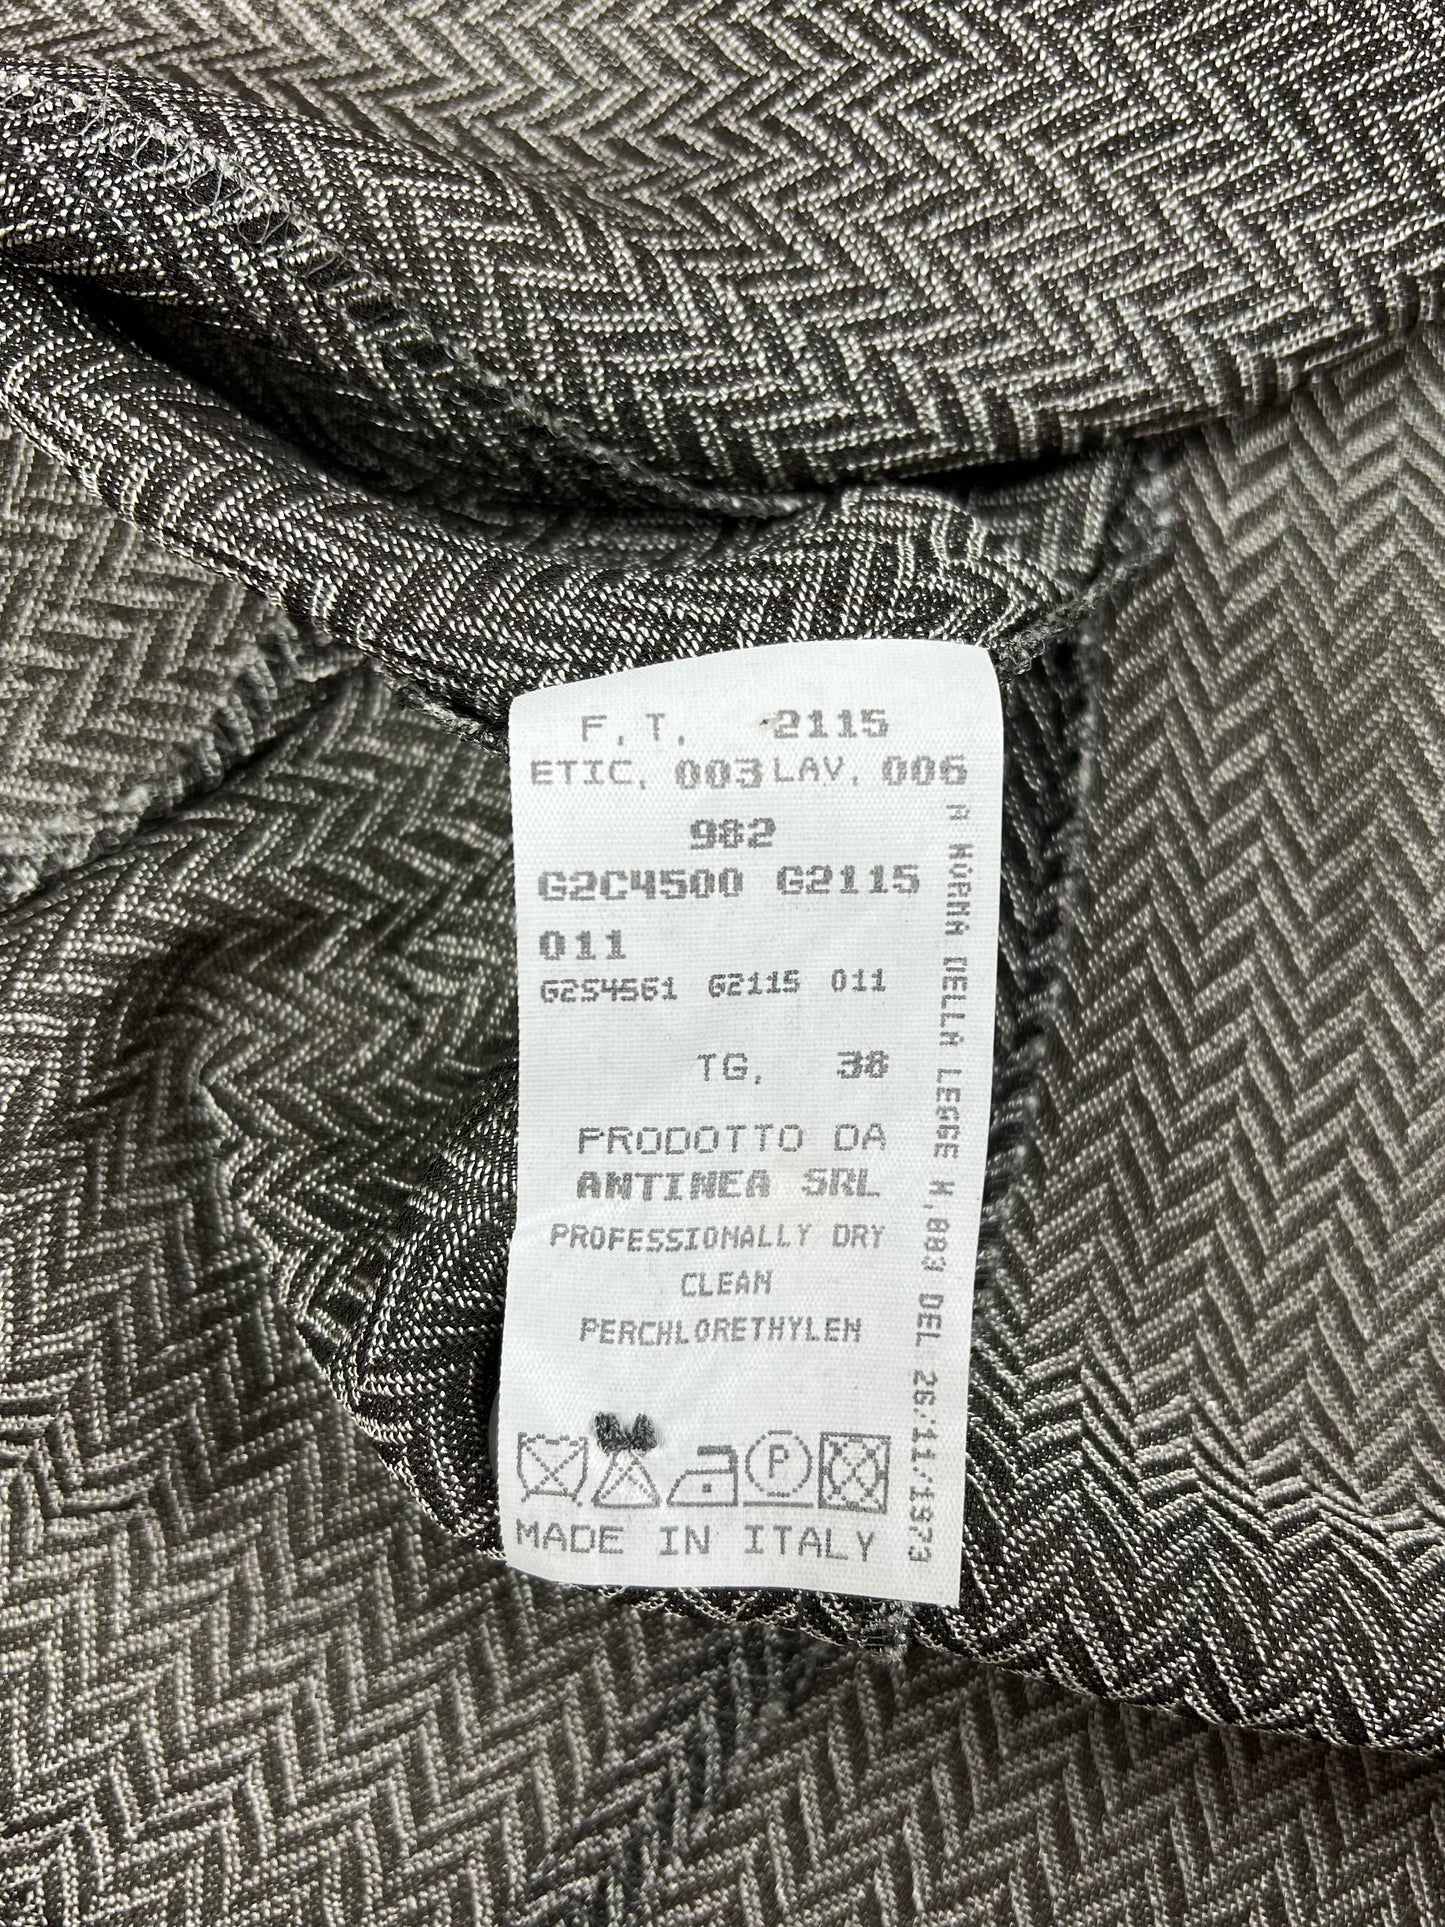 F.T. 2115
ETIC. 003 LAV. 006
982
G2C4500 G2115
011
G2S4561 G2115 011
TG. 38
PRODOTTO DA
ANTINEA SRL
PROFESSIONALLY DRY
CLEAN
PERCHLORETHYLEN
P
MADE IN ITALY
A NORMA DELLA LEGGE N.883 DEL 26/11/1973